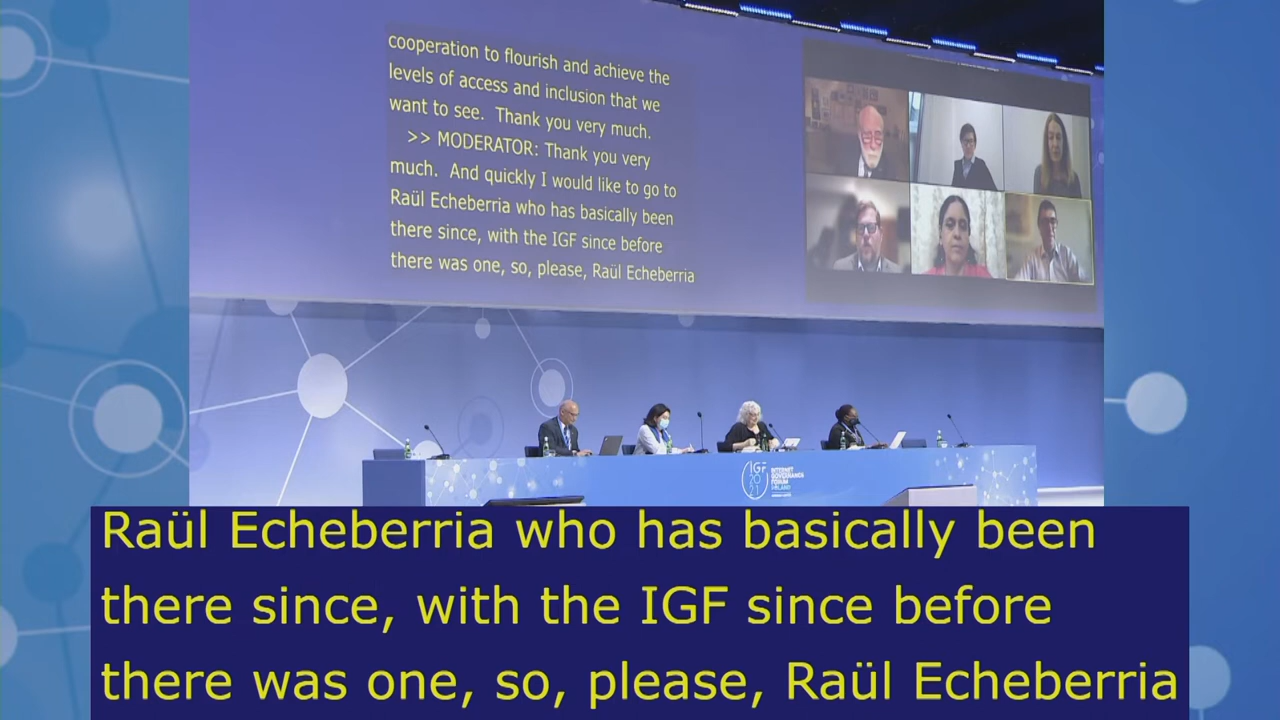 cooperation to flourish and achieve the
levels of access and inclusion that we
want to see. Thank you very much.
>> MODERATOR: Thank you very
much. And quickly I would like to go to
Raül Echeberria who has basically been
there since, with the IGF since before
there was one, so, please, Raül Echeberria
IGF
20
21
INTERNET
GOVERNANCE
FORUM
POLAND
Raül Echeberria who has basically been
there since, with the IGF since before
there was one, so, please, Raül Echeberria